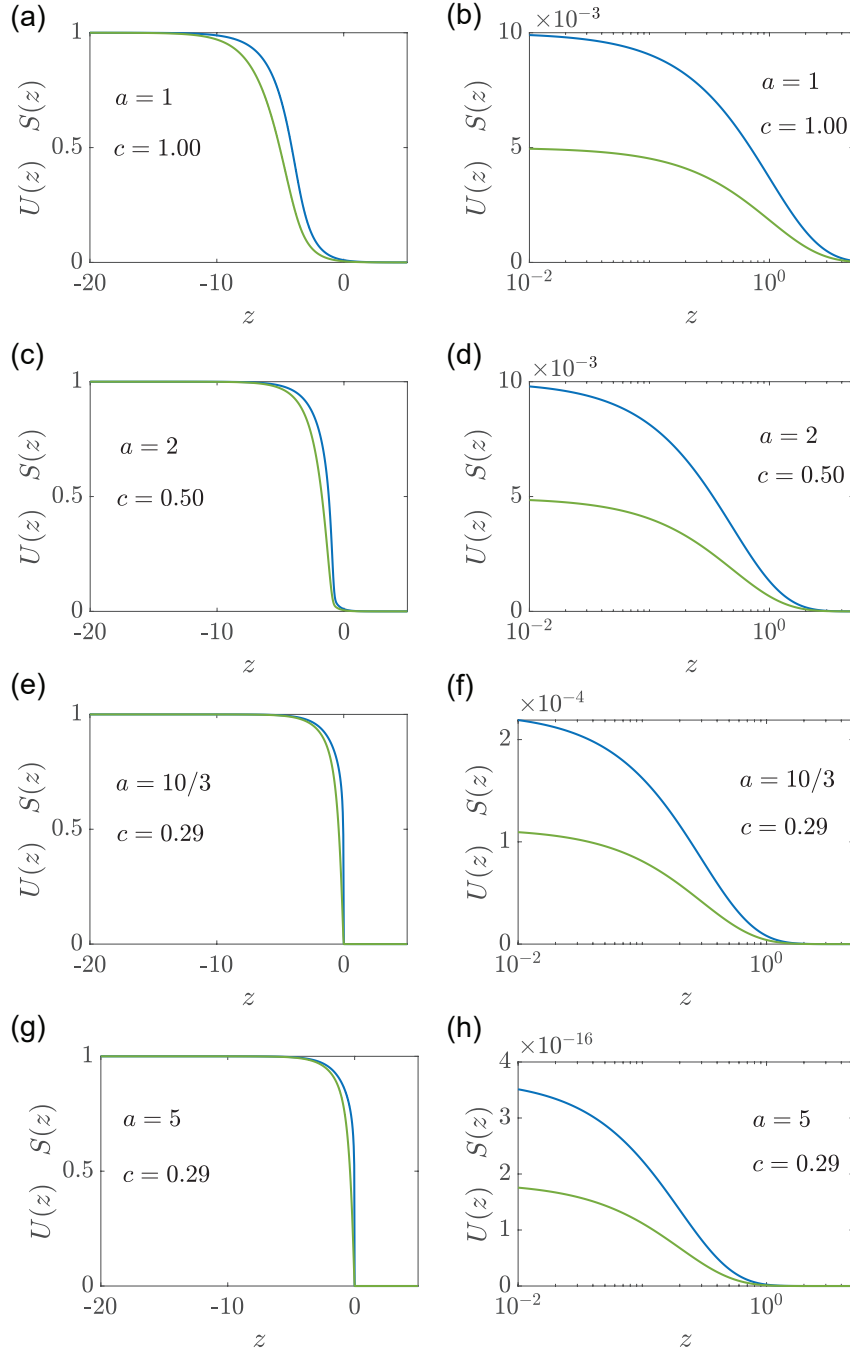 (a)
1
0.5
0
U(z) S(z)
a = 1
c = 1.00
-20
-10
0
z
(b)
×10⁻³
10
5
0
U(z) S(z)
a = 1
c = 1.00
10⁻²
10⁰
z
(c)
1
0.5
0
U(z) S(z)
a = 2
c = 0.50
-20
-10
0
z
(d)
×10⁻³
10
5
0
U(z) S(z)
a = 2
c = 0.50
10⁻²
10⁰
z
(e)
1
0.5
0
U(z) S(z)
a = 10/3
c = 0.29
-20
-10
0
z
(f)
×10⁻⁴
2
1
0
U(z) S(z)
a = 10/3
c = 0.29
10⁻²
10⁰
z
(g)
1
0.5
0
U(z) S(z)
a = 5
c = 0.29
-20
-10
0
z
(h)
×10⁻¹⁶
4
3
1
0
U(z) S(z)
a = 5
c = 0.29
10⁻²
10⁰
z